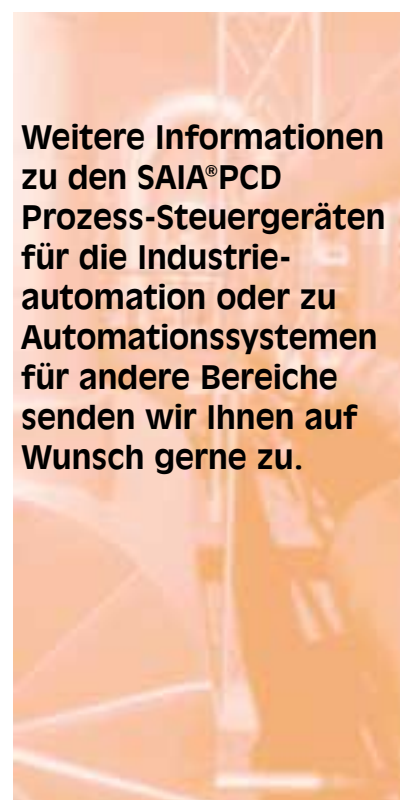 Weitere Informationen
zu den SAIA®PCD
Prozess-Steuergeräten
für die Industrie-
automation oder zu
Automationssystemen
für andere Bereiche
senden wir Ihnen auf
Wunsch gerne zu.